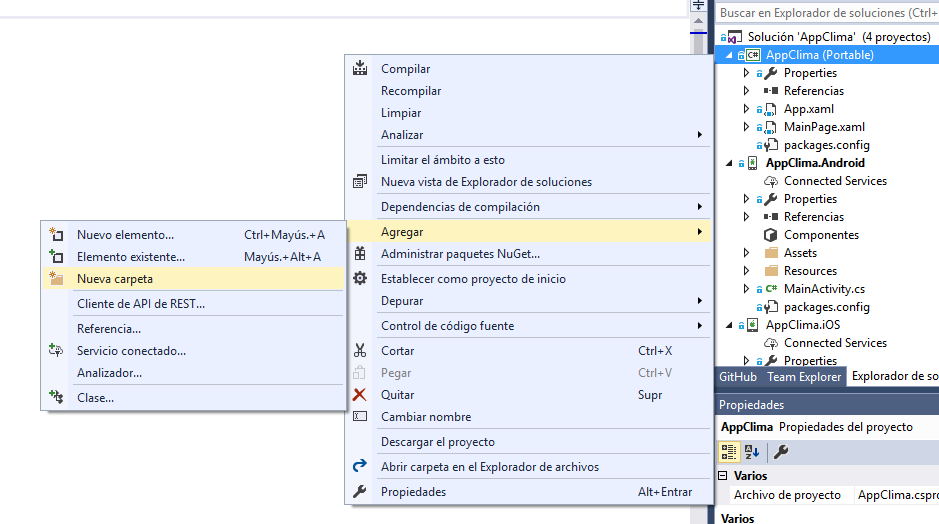 Nuevo elemento... Ctrl+Mayús.+A
Elemento existente... Mayús.+Alt+A
Nueva carpeta
Cliente de API de REST...
Referencia...
Servicio conectado...
Analizador...
Clase...
Compilar
Recompilar
Limpiar
Analizar
Limitar el ámbito a esto
Nueva vista de Explorador de soluciones
Dependencias de compilación
Agregar
Administrar paquetes NuGet...
Establecer como proyecto de inicio
Depurar
Control de código fuente
Cortar Ctrl+X
Pegar Ctrl+V
Quitar Supr
Cambiar nombre
Descargar el proyecto
Abrir carpeta en el Explorador de archivos
Propiedades Alt+Entrar
Buscar en Explorador de soluciones (Ctrl+
Solución 'AppClima' (4 proyectos)
C# AppClima (Portable)
Properties
Referencias
App.xaml
MainPage.xaml
packages.config
AppClima.Android
Connected Services
Properties
Referencias
Componentes
Assets
Resources
C# MainActivity.cs
packages.config
AppClima.iOS
Connected Services
Properties
GitHub Team Explorer Explorador de so
Propiedades
AppClima Propiedades del proyecto
Varios
Archivo de proyecto AppClima.cspro
Varios